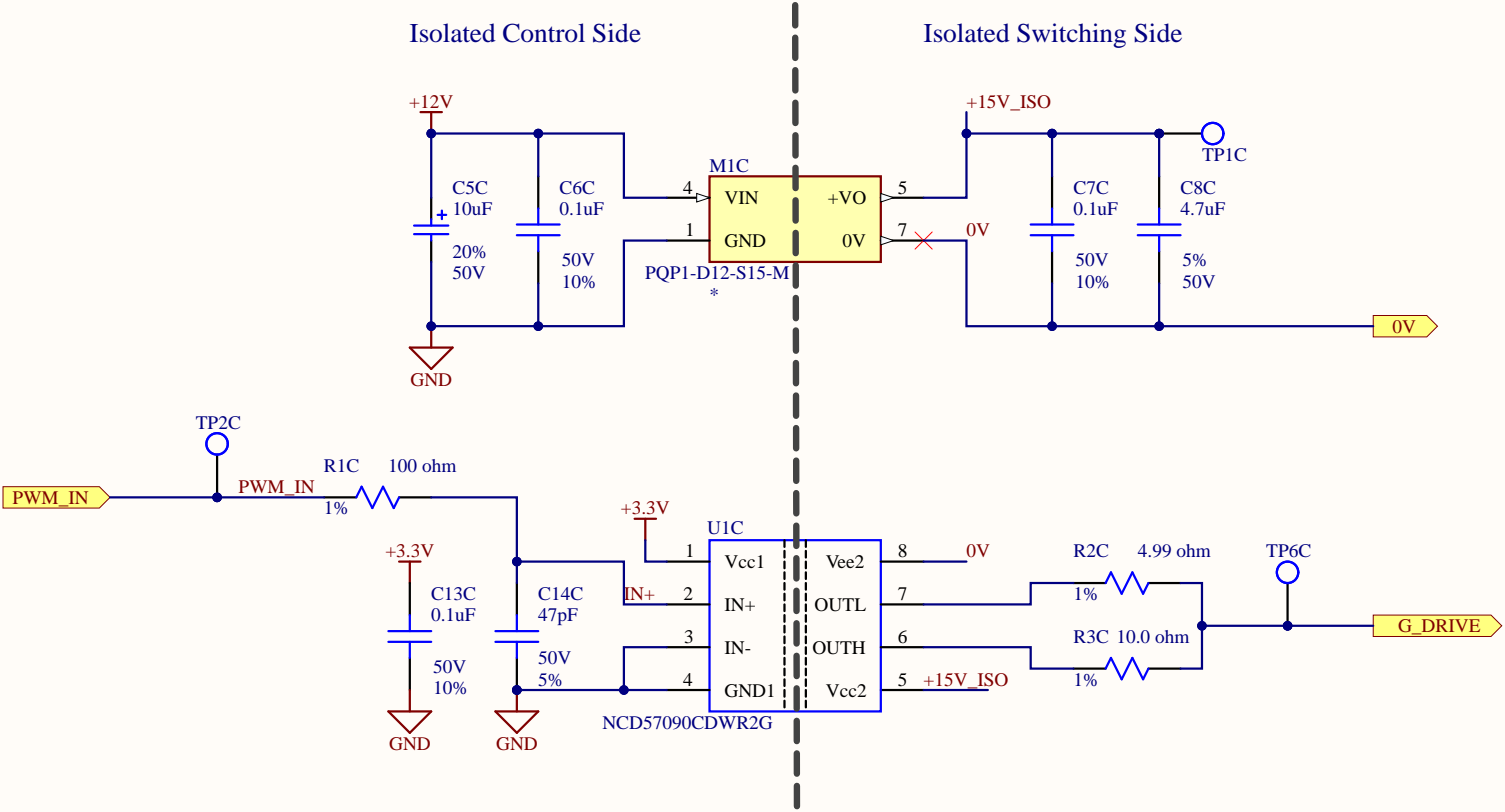 Isolated Control Side
Isolated Switching Side
+12V
+15V_ISO
TP1C
M1C
C5C
10uF
+
20%
50V
C6C
0.1uF
50V
10%
4
VIN
1
GND
+VO
5
0V
7
0V
PQP1-D12-S15-M
*
C7C
0.1uF
50V
10%
C8C
4.7uF
5%
50V
0V
GND
TP2C
PWM_IN
PWM_IN
R1C 100 ohm
1%
+3.3V
C13C
0.1uF
50V
10%
GND
C14C
47pF
50V
5%
GND
+3.3V
IN+
U1C
1
Vcc1
2
IN+
3
IN-
4
GND1
Vee2
8
0V
OUTL
7
OUTH
6
Vcc2
5
+15V_ISO
NCD57090CDWR2G
R2C 4.99 ohm
1%
R3C 10.0 ohm
1%
TP6C
G_DRIVE